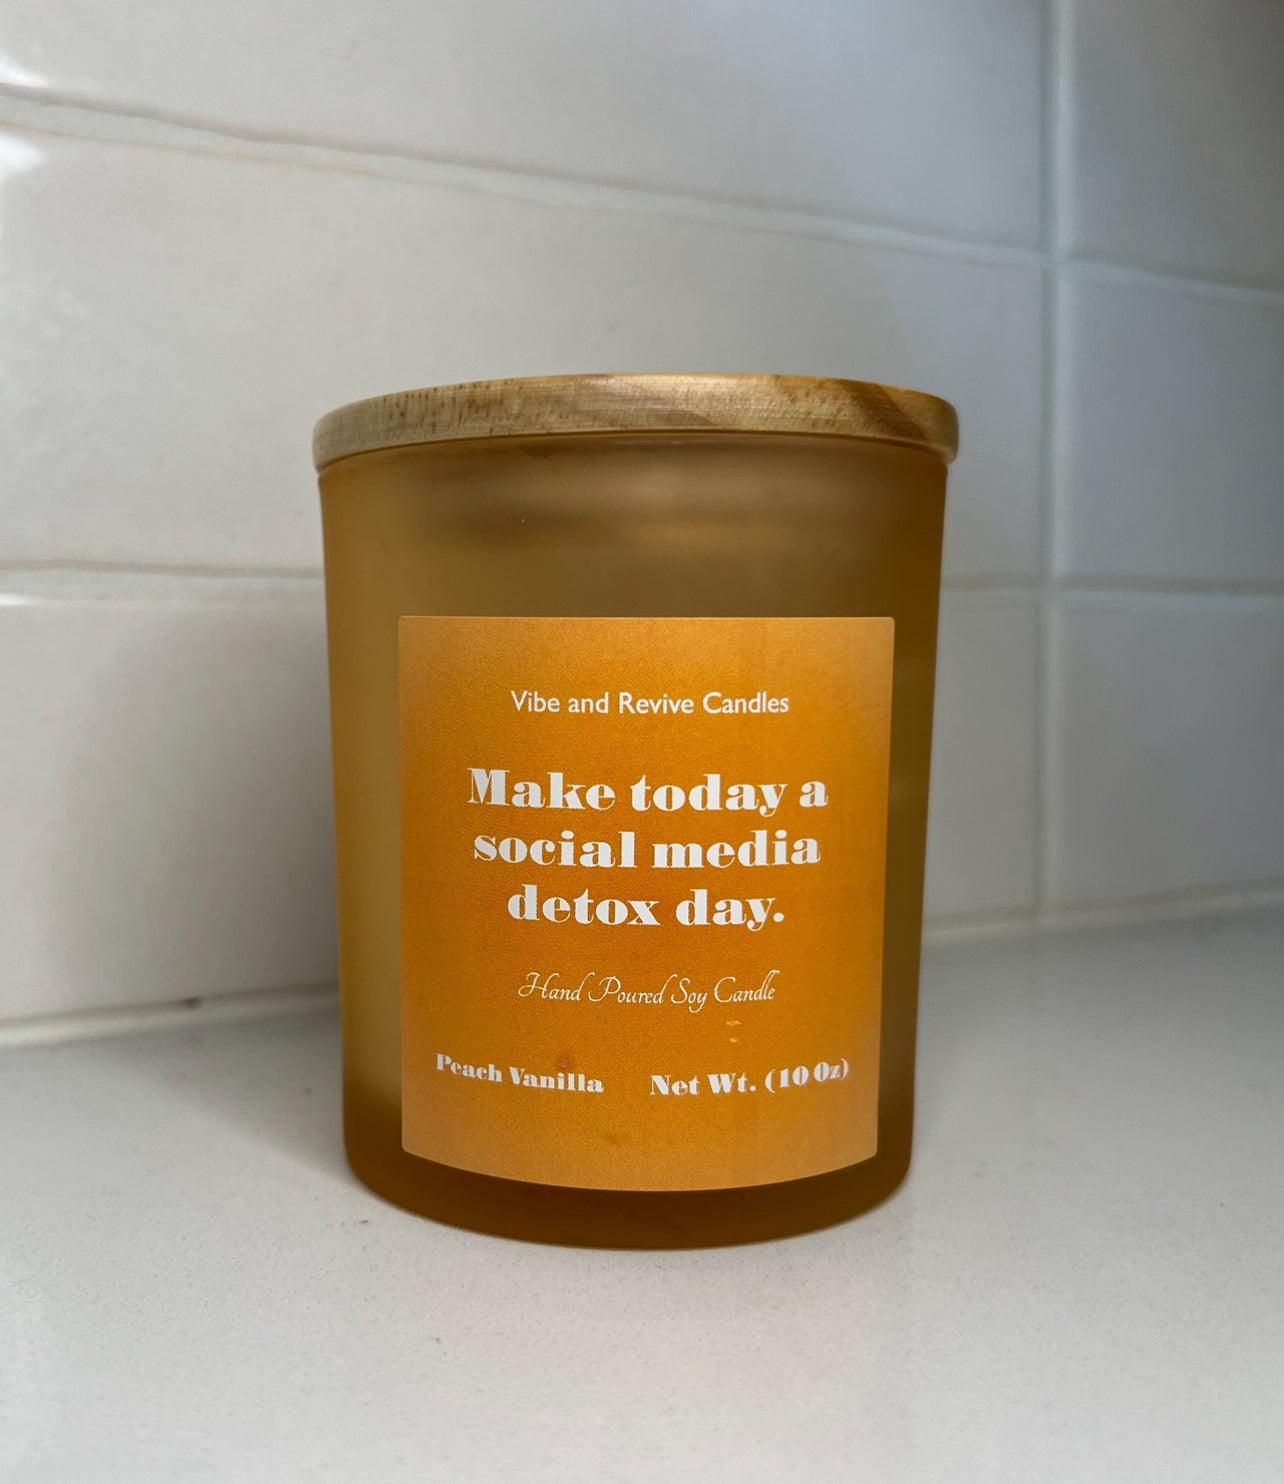 Vibe and Revive Candles
Make today a
social media
detox day.
Hand Poured Soy Candle
Peach Vanilla Net Wt. (10 Oz)